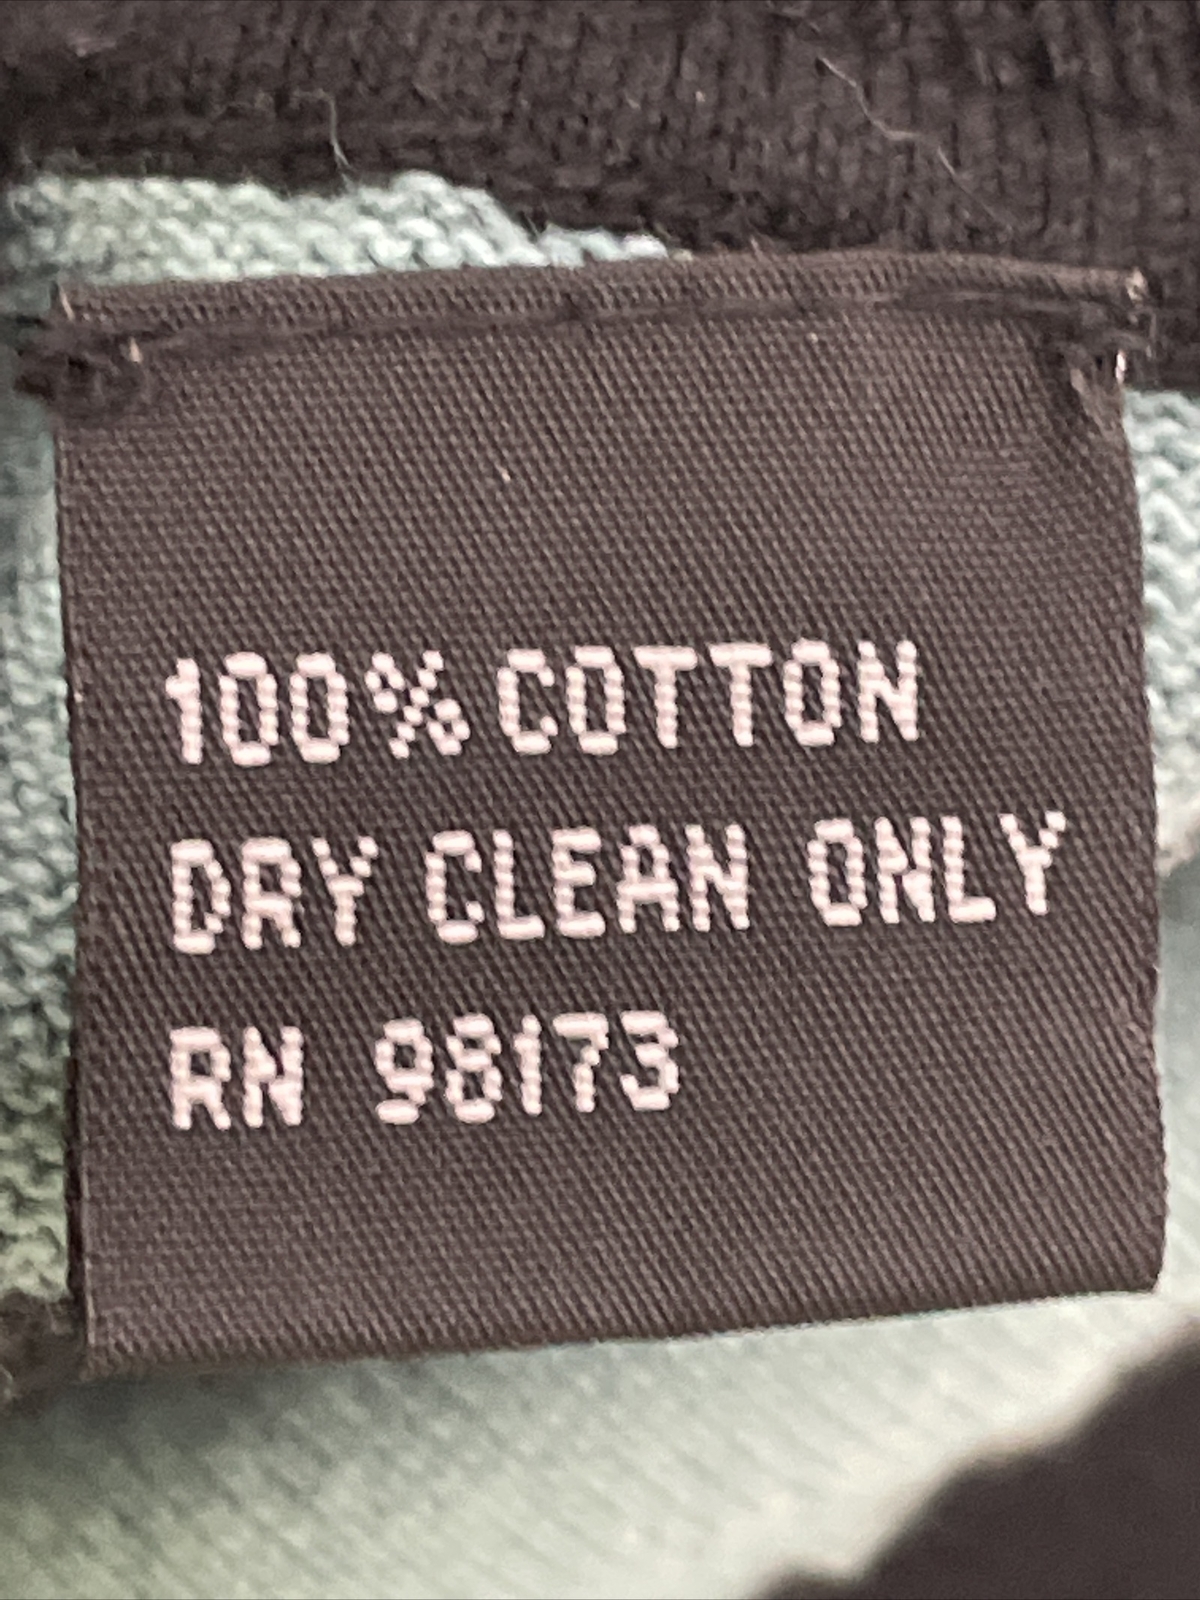 100% COTTON
DRY CLEAN ONLY
RN 98173